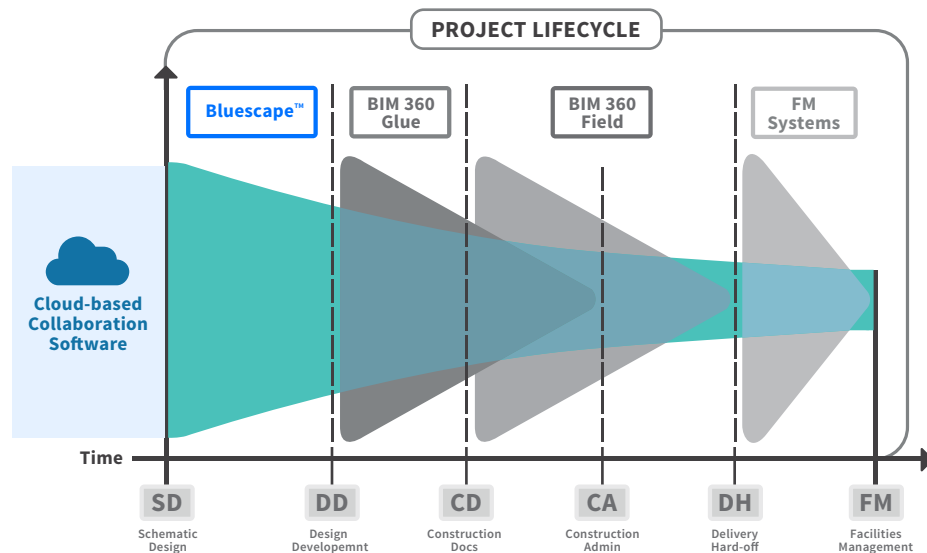 PROJECT LIFECYCLE
Bluescape™
BIM 360
Glue
BIM 360
Field
FM
Systems
Cloud-based
Collaboration
Software
Time
SD
DD
CD
CA
DH
FM
Schematic
Design
Design
Developemnt
Construction
Docs
Construction
Admin
Delivery
Hard-off
Facilities
Management